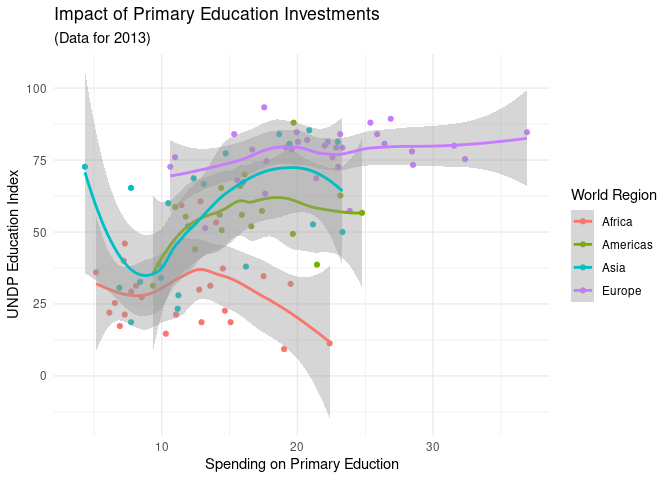 Impact of Primary Education Investments
(Data for 2013)
100
75
50
25
0
UNDP Education Index
10
20
30
Spending on Primary Eduction
World Region
Africa
Americas
Asia
Europe